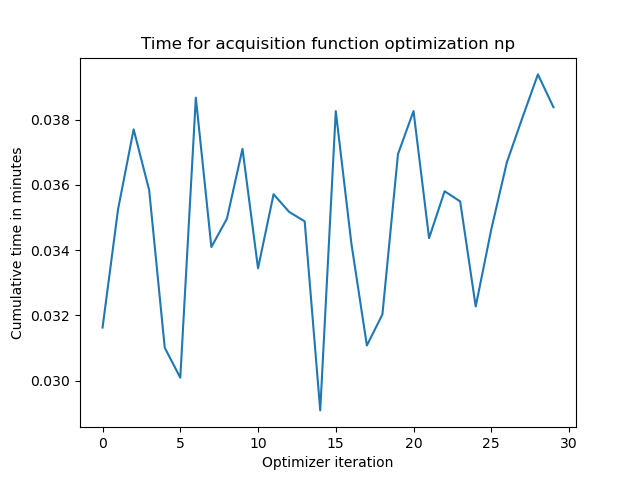 Time for acquisition function optimization np
Cumulative time in minutes
0.038
0.036
0.034
0.032
0.030
0 5 10 15 20 25 30
Optimizer iteration